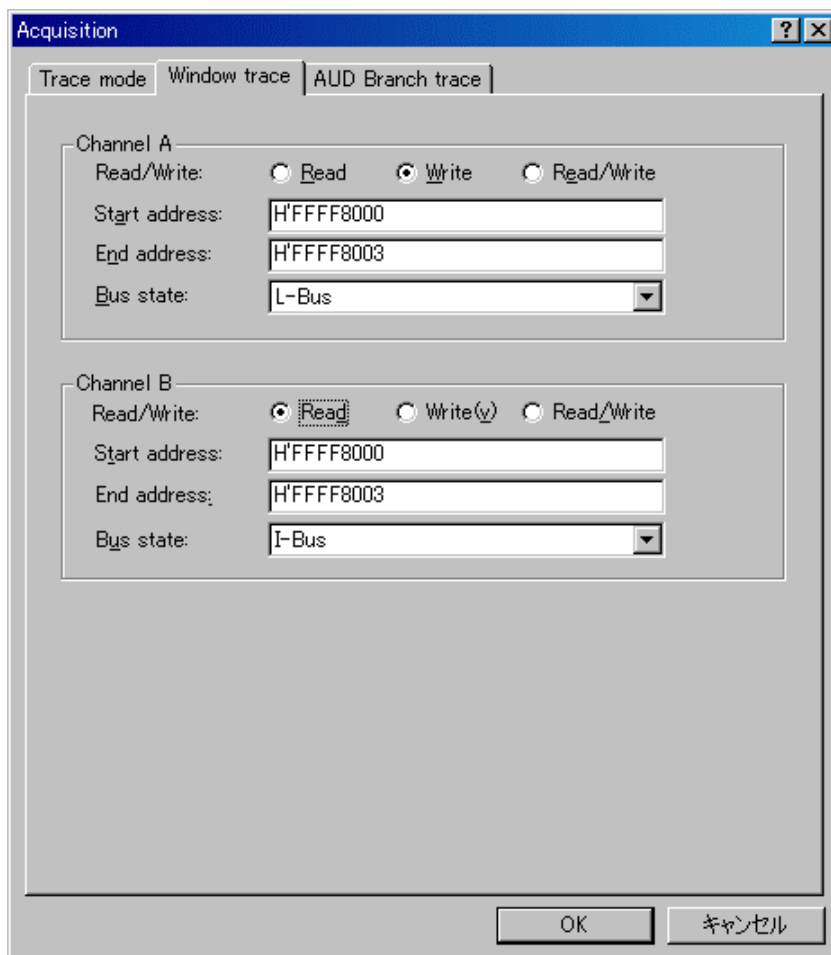 Acquisition
Trace mode Window trace AUD Branch trace
Channel A
Read/Write: Read Write Read/Write
Start address: H'FFFF8000
End address: H'FFFF8003
Bus state: L-Bus
Channel B
Read/Write: Read Write(v) Read/Write
Start address: H'FFFF8000
End address: H'FFFF8003
Bus state: I-Bus
OK キャンセル